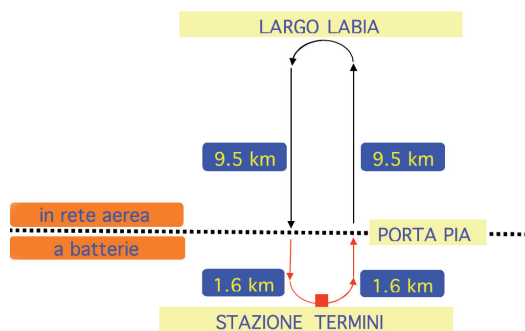 LARGO LABIA
9.5 km
9.5 km
in rete aerea
PORTA PIA
a batterie
1.6 km
1.6 km
STAZIONE TERMINI